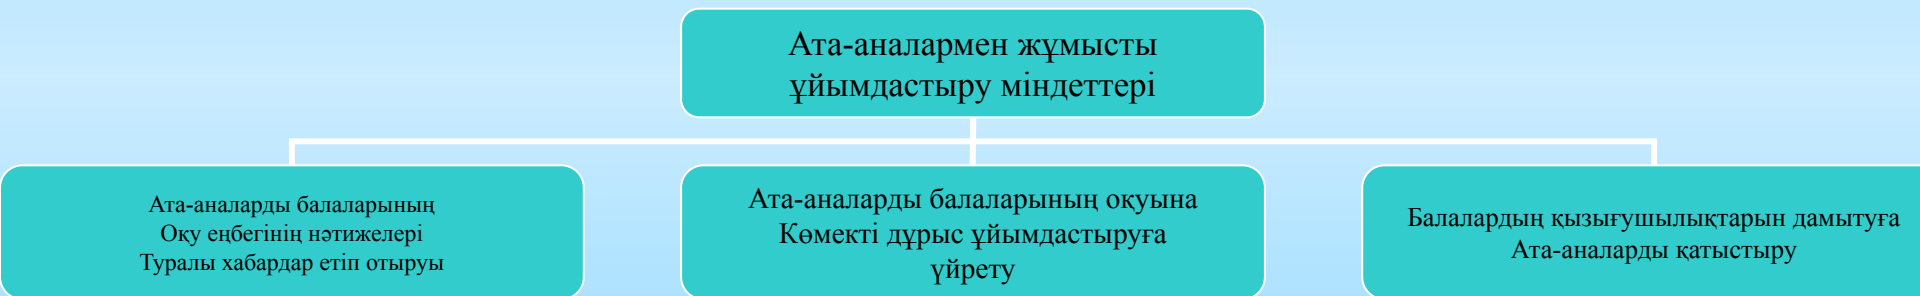 Ата-аналармен жұмысты
ұйымдастыру міндеттері
Ата-аналарды балаларының
Оқу еңбегінің нәтижелері
Туралы хабардар етіп отыруы
Ата-аналарды балаларының оқуына
Көмекті дұрыс ұйымдастыруға
үйрету
Балалардың қызығушылықтарын дамытуға
Ата-аналарды қатыстыру